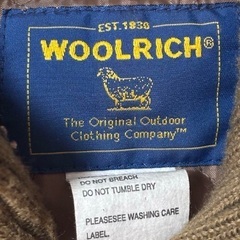 EST. 1830
WOOLRICH®
The Original Outdoor
Clothing Company™
DO NOT BREACH
DO NOT TUMBLE DRY
PLEASESEE WASHING CARE
LABEL.